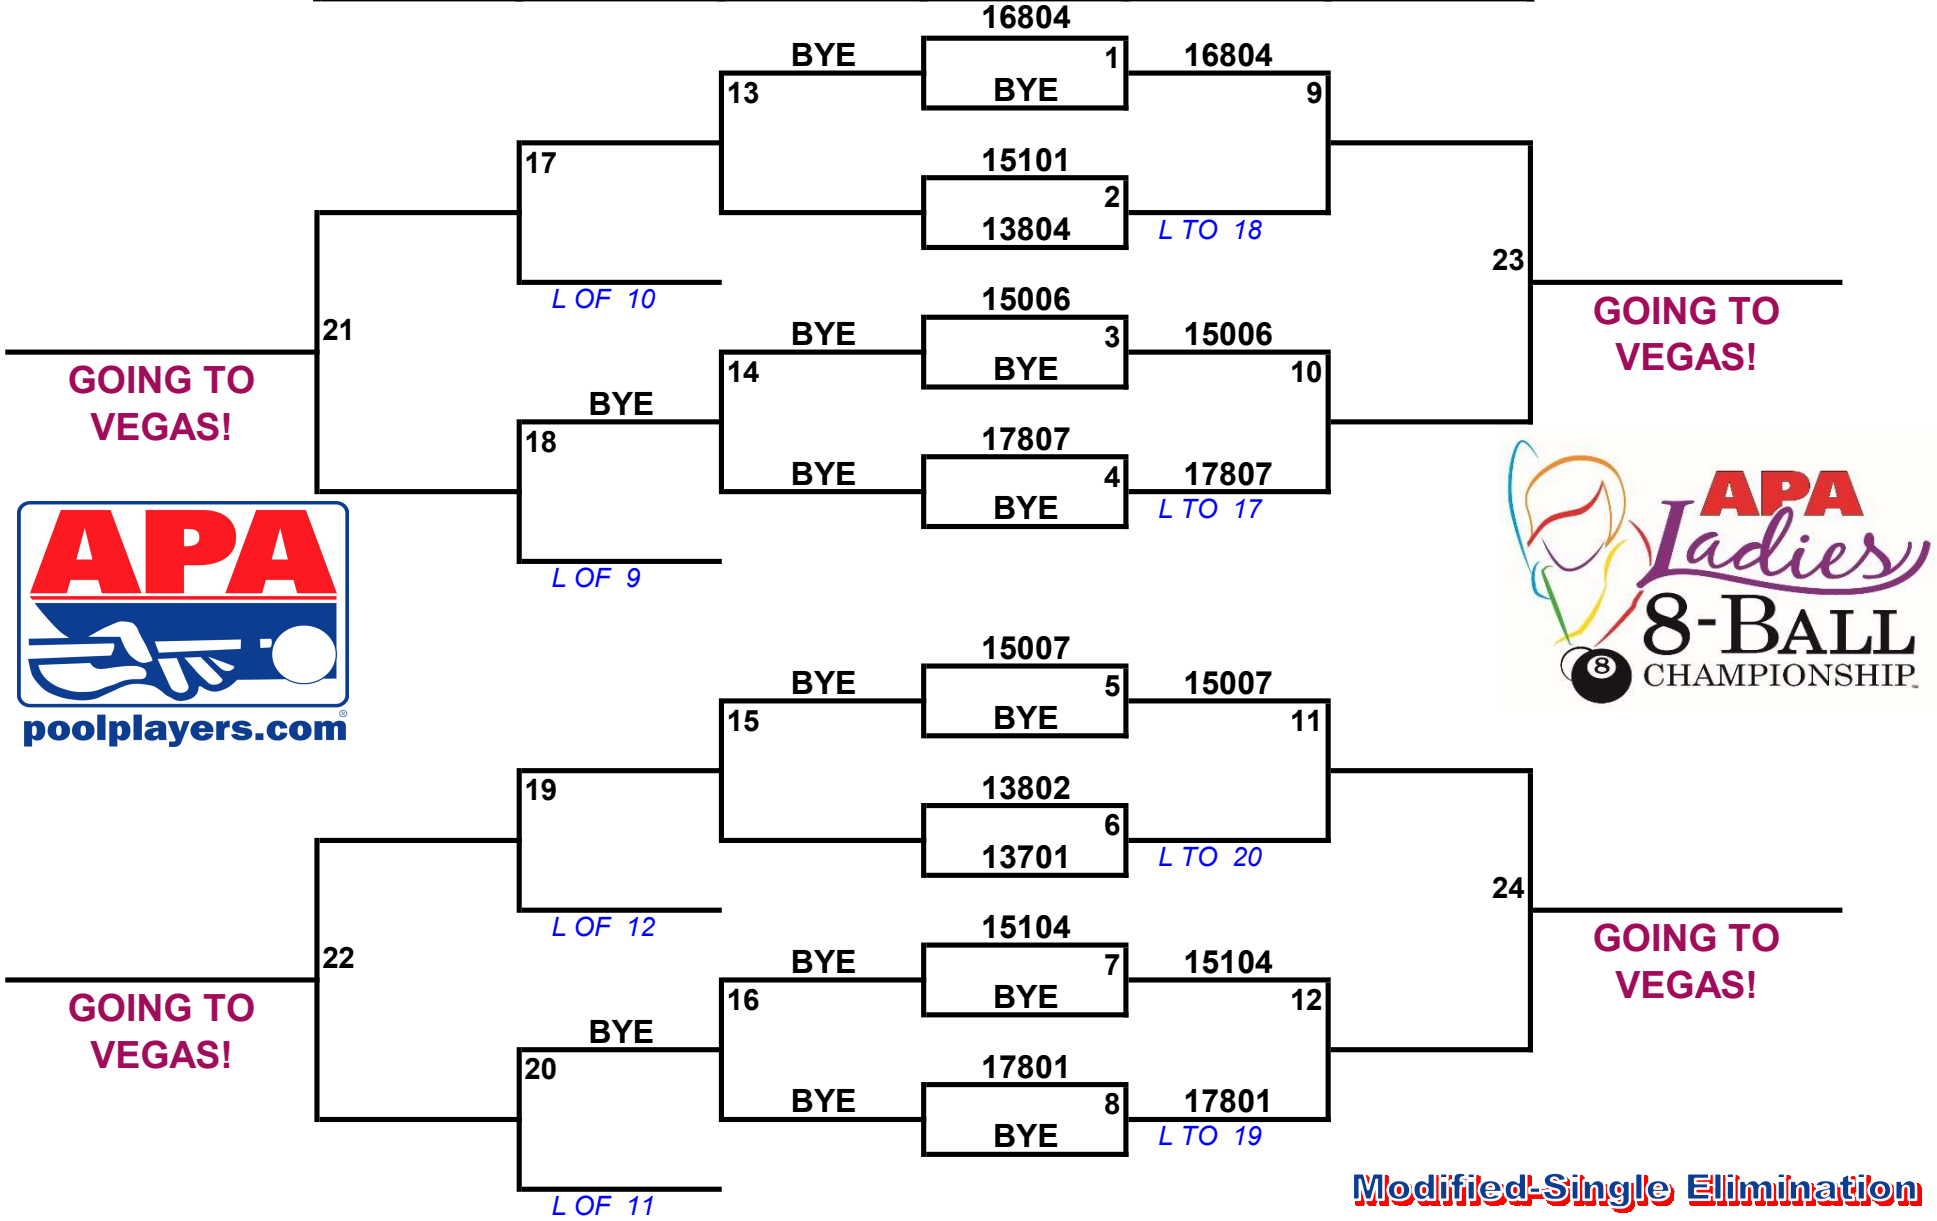 16804
BYE
1
16804
13
BYE
9
15101
17
2
13804
L TO 18
23
15006
L OF 10
GOING TO
VEGAS!
21
BYE
3
15006
14
BYE
10
GOING TO
VEGAS!
BYE
17807
18
BYE
4
17807
BYE
L TO 17
L OF 9
APA
poolplayers.com
®
APA
Ladies
8-BALL
8
CHAMPIONSHIP
15007
BYE
5
15007
15
BYE
11
13802
19
6
13701
L TO 20
24
15104
L OF 12
GOING TO
VEGAS!
22
BYE
7
15104
16
BYE
12
GOING TO
VEGAS!
BYE
17801
20
BYE
8
17801
BYE
L TO 19
L OF 11
Modified-Single Elimination